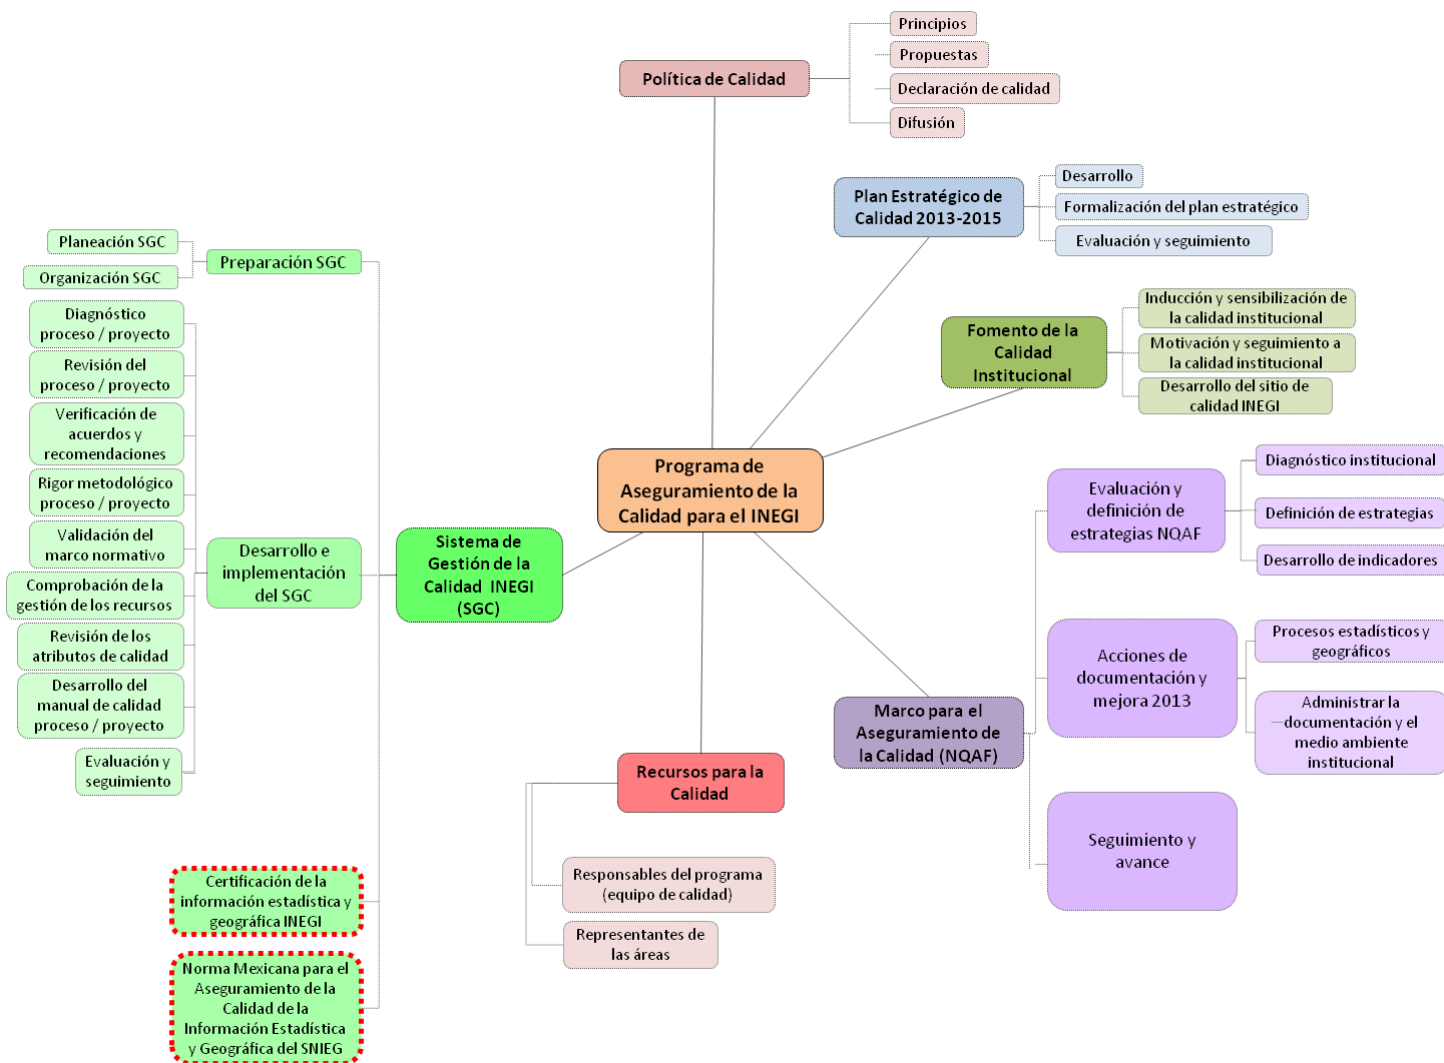 Principios
Propuestas
Política de Calidad
Declaración de calidad
Difusión
Desarrollo
Plan Estratégico de
Calidad 2013-2015
Formalización del plan estratégico
Evaluación y seguimiento
Planeación SGC
Preparación SGC
Organización SGC
Inducción y sensibilización de
la calidad institucional
Fomento de la
Calidad
Institucional
Motivación y seguimiento a
la calidad institucional
Desarrollo del sitio de
calidad INEGI
Diagnóstico
proceso / proyecto
Revisión del
proceso / proyecto
Verificación de
acuerdos y
recomendaciones
Rigor metodológico
proceso / proyecto
Validación del
marco normativo
Comprobación de la
gestión de los recursos
Revisión de los
atributos de calidad
Desarrollo del
manual de calidad
proceso / proyecto
Evaluación y
seguimiento
Desarrollo e
implementación
del SGC
Sistema de
Gestión de la
Calidad INEGI
(SGC)
Programa de
Aseguramiento de la
Calidad para el INEGI
Evaluación y
definición de
estrategias NQAF
Diagnóstico institucional
Definición de estrategias
Desarrollo de indicadores
Acciones de
documentación y
mejora 2013
Procesos estadísticos y
geográficos
Administrar la
documentación y el
medio ambiente
institucional
Marco para el
Aseguramiento de
la Calidad (NQAF)
Seguimiento y
avance
Recursos para la
Calidad
Responsables del programa
(equipo de calidad)
Representantes de
las áreas
Certificación de la
información estadística y
geográfica INEGI
Norma Mexicana para el
Aseguramiento de la
Calidad de la
Información Estadística
y Geográfica del SNIEG